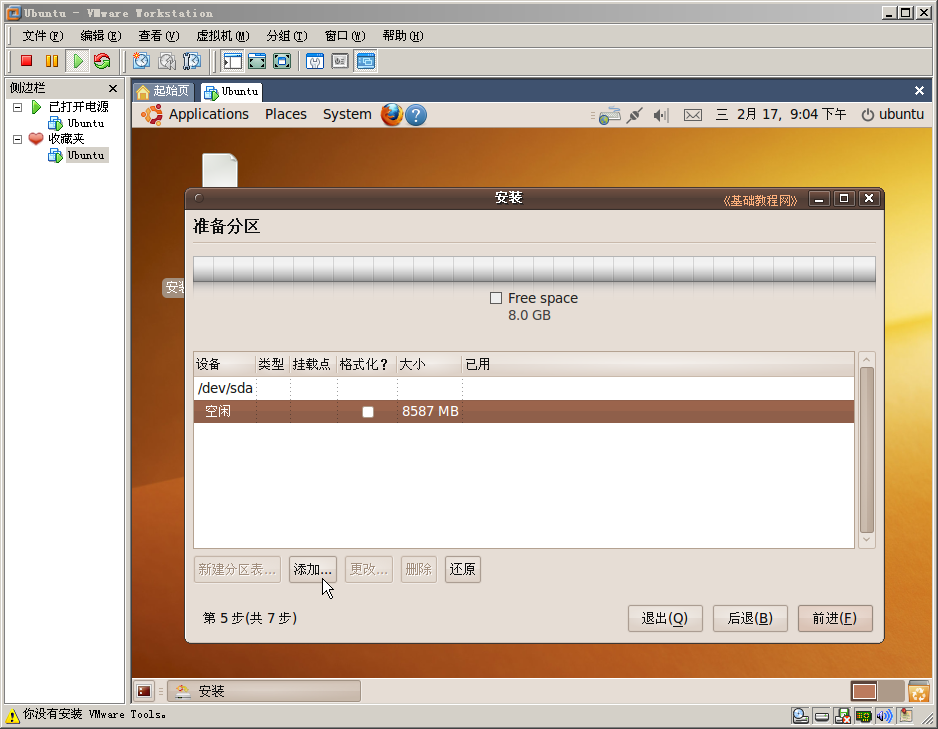 Ubuntu - VMware Workstation
文件(F) 编辑(E) 查看(V) 虚拟机(M) 分组(T) 窗口(W) 帮助(H)
侧边栏
已打开电源
Ubuntu
收藏夹
Ubuntu
起始页 Ubuntu
Applications Places System 三 2月 17, 9:04 下午 ubuntu
安装 《基础教程网》
准备分区
安装
Free space
8.0 GB
设备 类型 挂载点 格式化? 大小 已用
/dev/sda
空闲 8587 MB
新建分区表... 添加... 更改... 删除 还原
第 5 步(共 7 步) 退出(Q) 后退(B) 前进(F)
安装
你没有安装 VMware Tools。